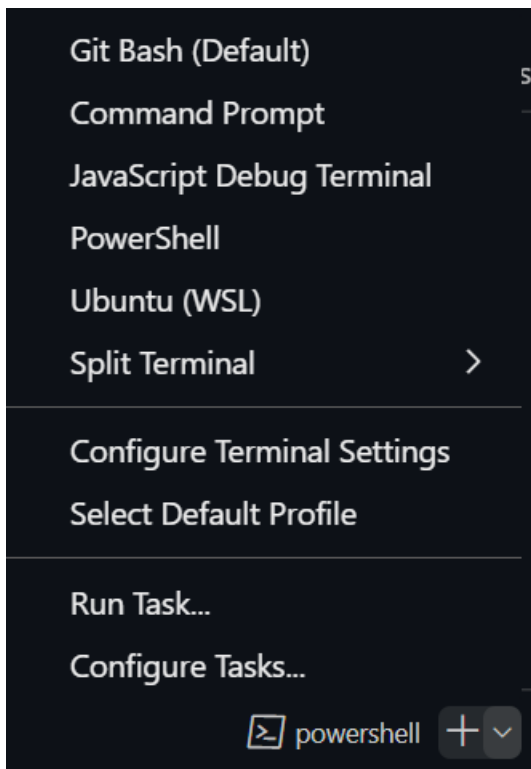 Git Bash (Default)
Command Prompt
JavaScript Debug Terminal
PowerShell
Ubuntu (WSL)
Split Terminal
Configure Terminal Settings
Select Default Profile
Run Task...
Configure Tasks...
powershell